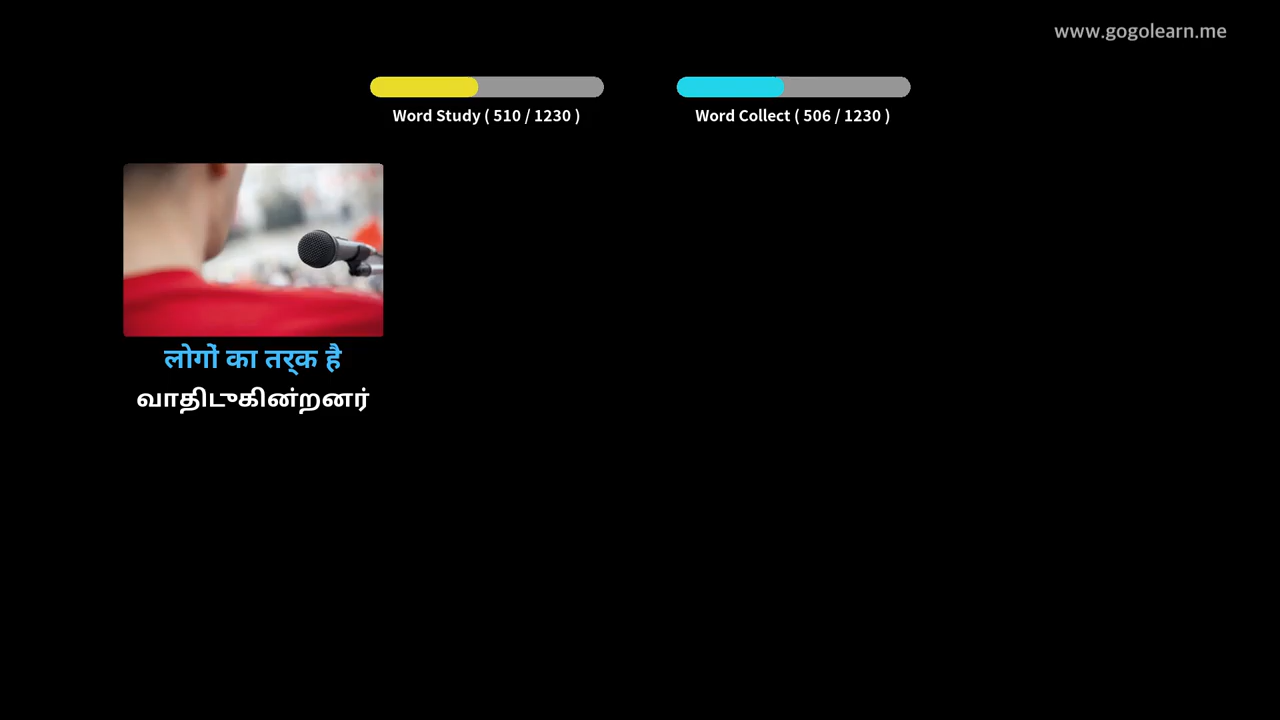 www.gogolearn.me
Word Study ( 510 / 1230 )
Word Collect ( 506 / 1230 )
लोगों का तर्क है
வாதிடுகின்றனர்